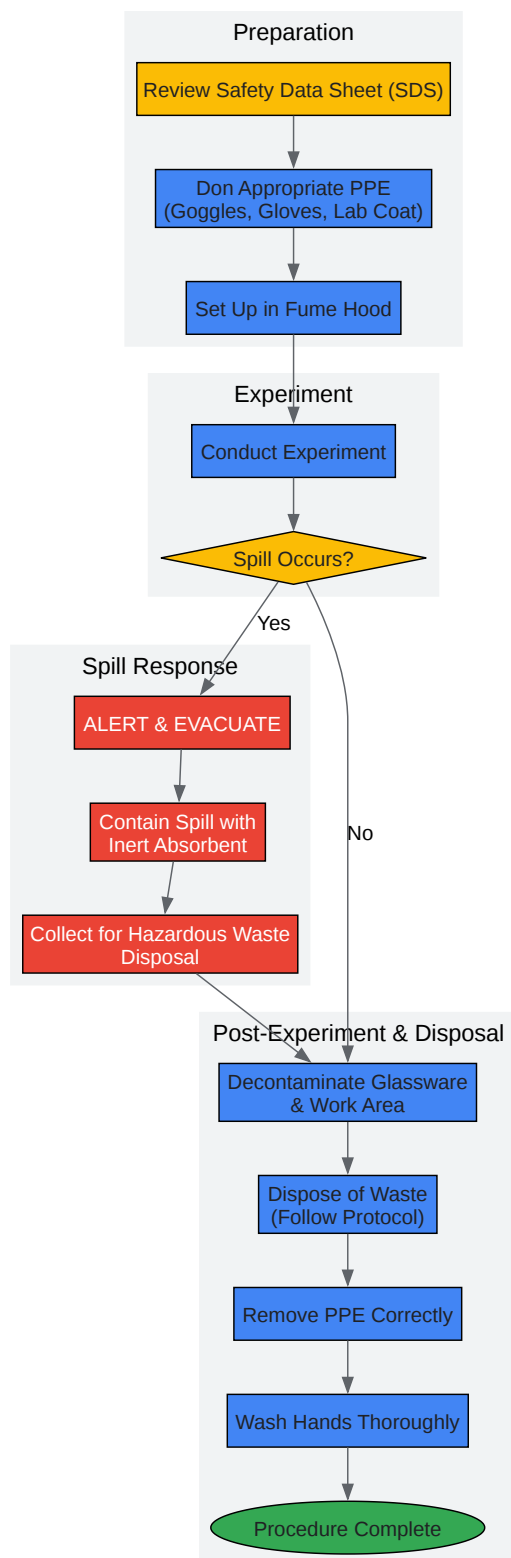 Preparation
Review Safety Data Sheet (SDS)
Don Appropriate PPE
(Goggles, Gloves, Lab Coat)
Set Up in Fume Hood
Experiment
Conduct Experiment
Spill Occurs?
Yes
Spill Response
ALERT & EVACUATE
Contain Spill with
Inert Absorbent
No
Collect for Hazardous Waste
Disposal
Post-Experiment & Disposal
Decontaminate Glassware
& Work Area
Dispose of Waste
(Follow Protocol)
Remove PPE Correctly
Wash Hands Thoroughly
Procedure Complete